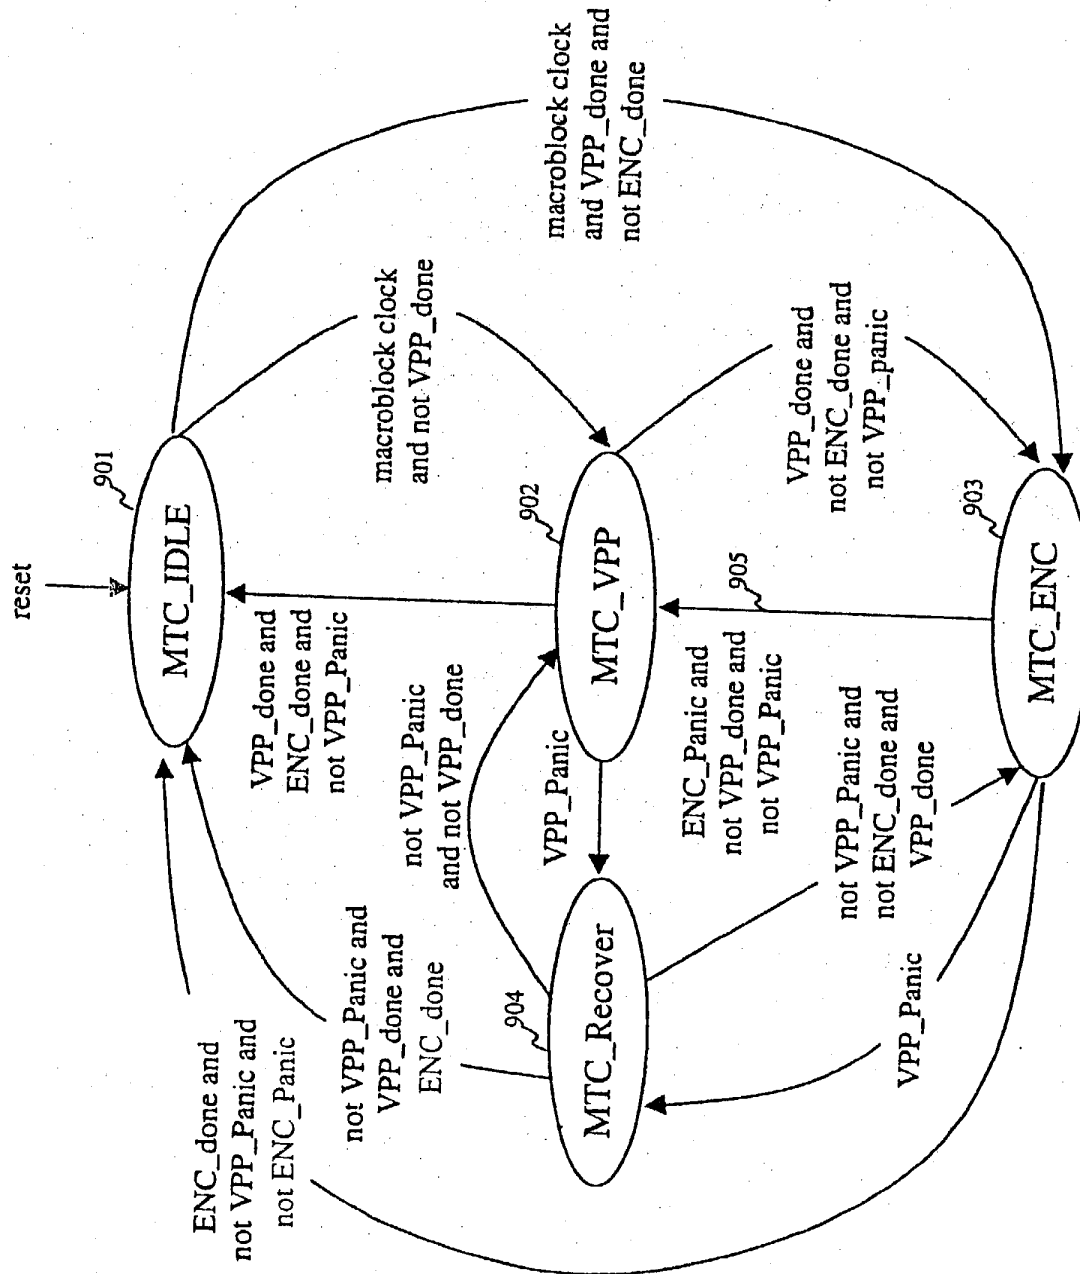 reset
901
MTC_IDLE
macroblock clock
and VPP_done and
not ENC_done
macroblock clock
and not VPP_done
VPP_done and
ENC_done and
not VPP_Panic
902
MTC_VPP
not VPP_Panic
and not VPP_done
VPP_Panic
VPP_done and
not ENC_done and
not VPP_panic
905
ENC_Panic and
not VPP_done and
not VPP_Panic
903
MTC_ENC
not VPP_Panic and
not ENC_done and
VPP_done
904
MTC_Recover
not VPP_Panic and
VPP_done and
ENC_done
VPP_Panic
ENC_done and
not VPP_Panic and
not ENC_Panic